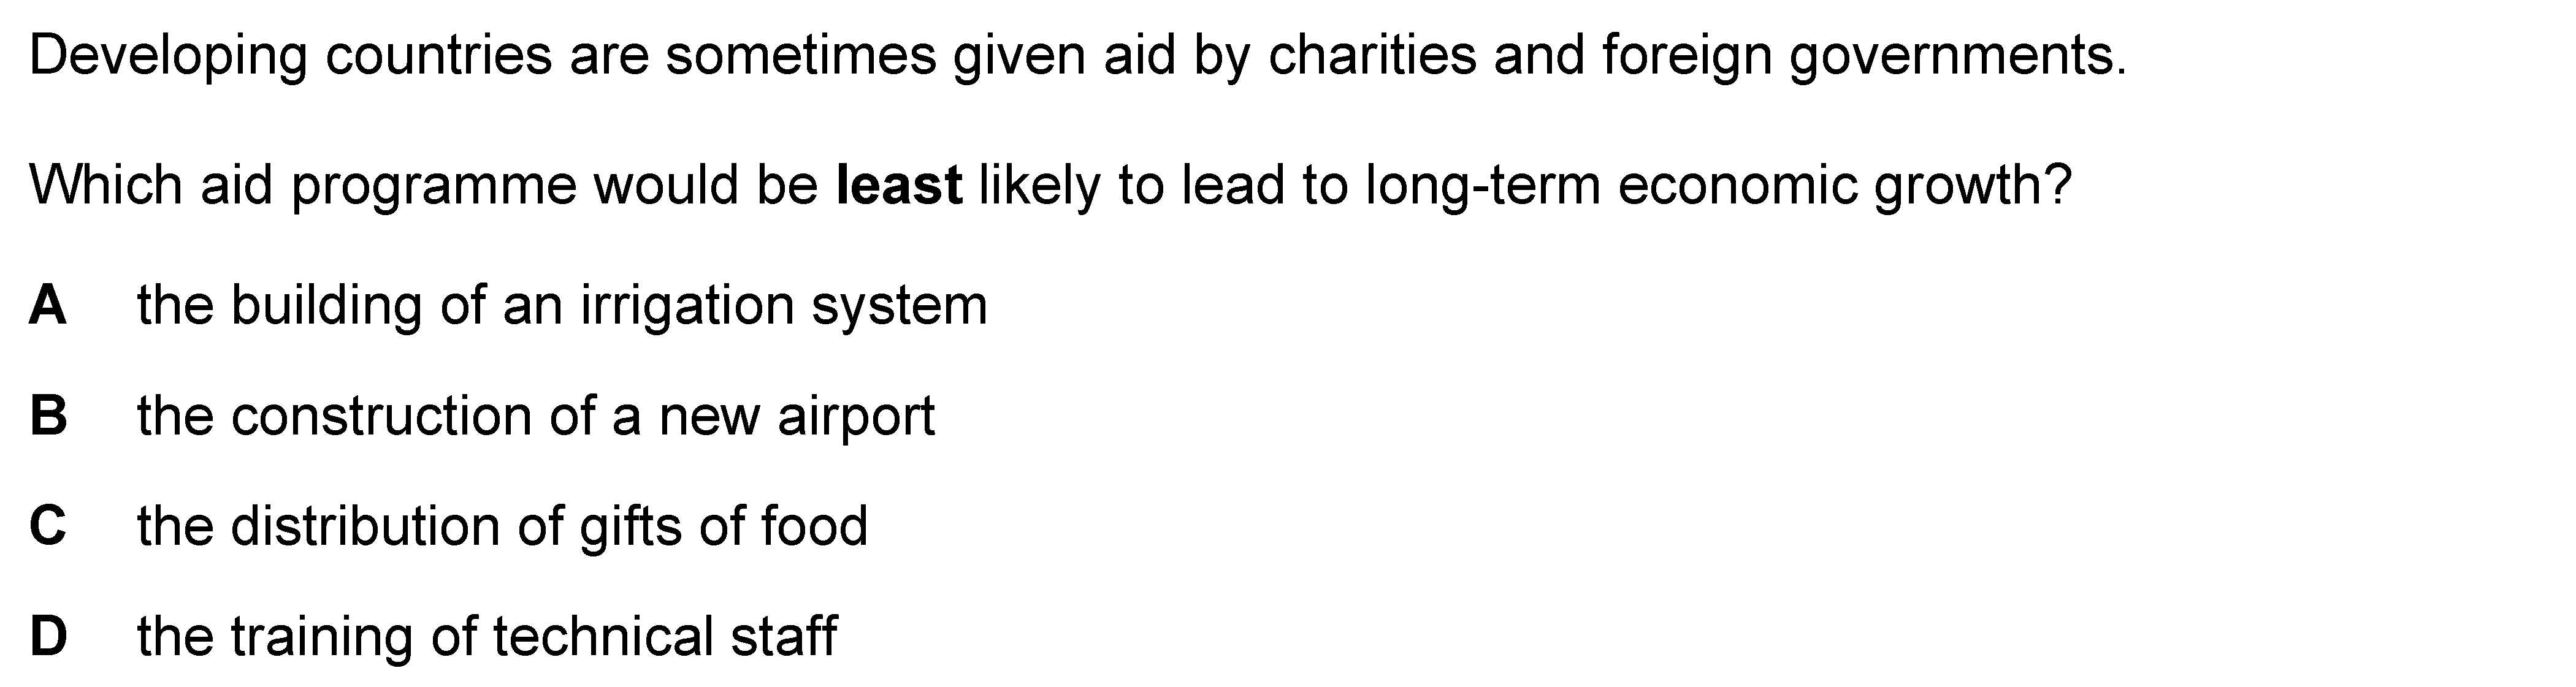 Developing countries are sometimes given aid by charities and foreign governments.
Which aid programme would be least likely to lead to long-term economic growth?
A the building of an irrigation system
B the construction of a new airport
C the distribution of gifts of food
D the training of technical staff